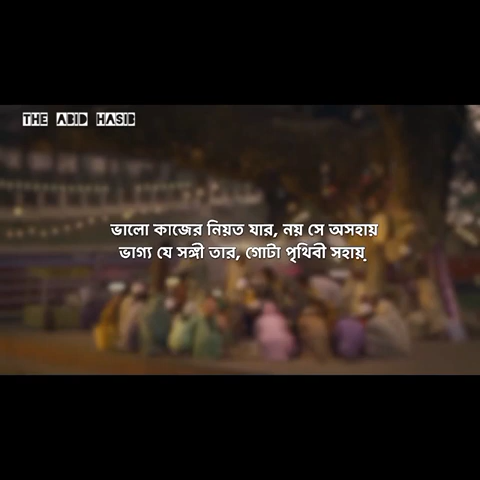 THE ABID HASIB
ভালো কাজের নিয়ত যার, নয় সে অসহায়
ভাগ্য যে সঙ্গী তার, গোটা পৃথিবী সহায়